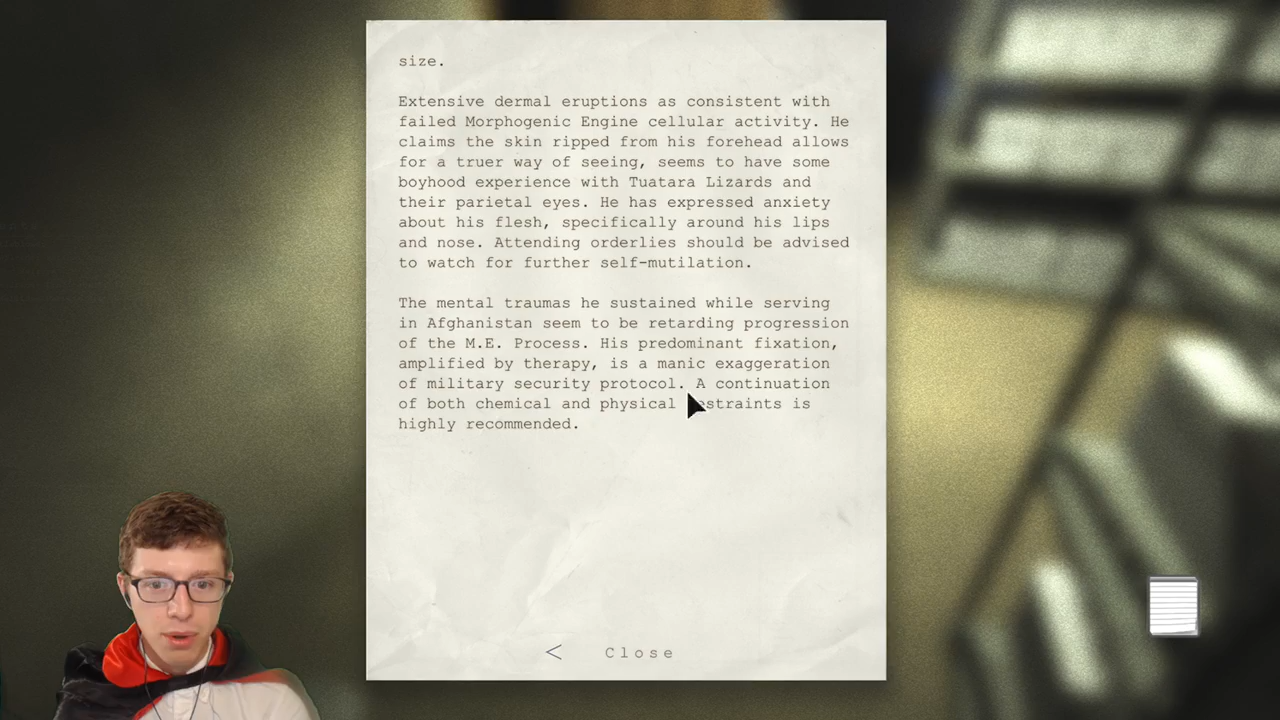 size.
Extensive dermal eruptions as consistent with
failed Morphogenic Engine cellular activity. He
claims the skin ripped from his forehead allows
for a truer way of seeing, seems to have some
boyhood experience with Tuatara Lizards and
their parietal eyes. He has expressed anxiety
about his flesh, specifically around his lips
and nose. Attending orderlies should be advised
to watch for further self-mutilation.
The mental traumas he sustained while serving
in Afghanistan seem to be retarding progression
of the M.E. Process. His predominant fixation,
amplified by therapy, is a manic exaggeration
of military security protocol. A continuation
of both chemical and physical restraints is
highly recommended.
< Close